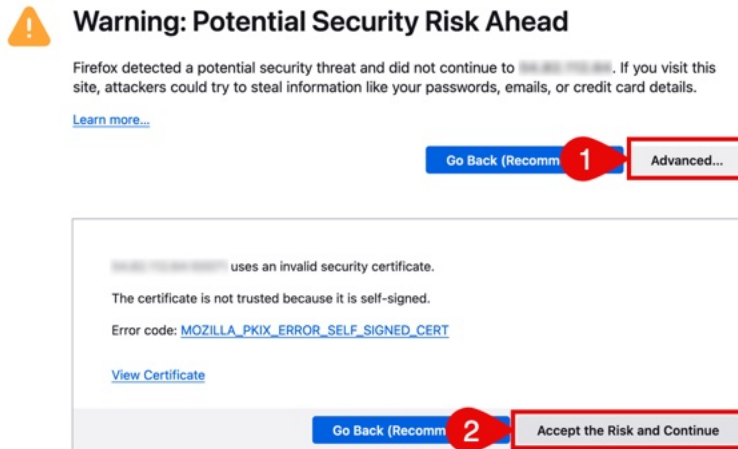 Warning: Potential Security Risk Ahead
Firefox detected a potential security threat and did not continue to . If you visit this
site, attackers could try to steal information like your passwords, emails, or credit card details.
Learn more...
Go Back (Recomm
1
Advanced...
uses an invalid security certificate.
The certificate is not trusted because it is self-signed.
Error code: MOZILLA_PKIX_ERROR_SELF_SIGNED_CERT
View Certificate
Go Back (Recomm
2
Accept the Risk and Continue